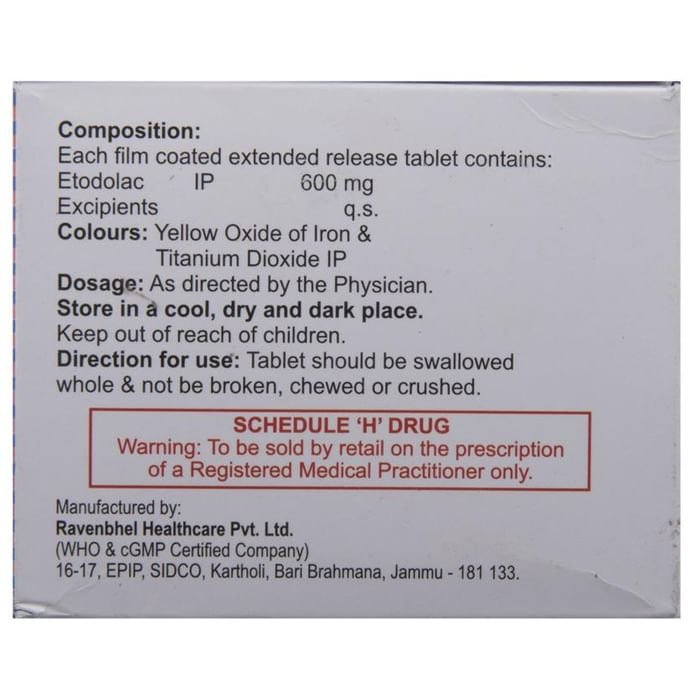 Composition:
Each film coated extended release tablet contains:
Etodolac IP 600 mg
Excipients q.s.
Colours: Yellow Oxide of Iron &
Titanium Dioxide IP
Dosage: As directed by the Physician.
Store in a cool, dry and dark place.
Keep out of reach of children.
Direction for use: Tablet should be swallowed
whole & not be broken, chewed or crushed.
SCHEDULE ‘H’ DRUG
Warning: To be sold by retail on the prescription
of a Registered Medical Practitioner only.
Manufactured by:
Ravenbhel Healthcare Pvt. Ltd.
(WHO & cGMP Certified Company)
16-17, EPIP, SIDCO, Kartholi, Bari Brahmana, Jammu - 181 133.